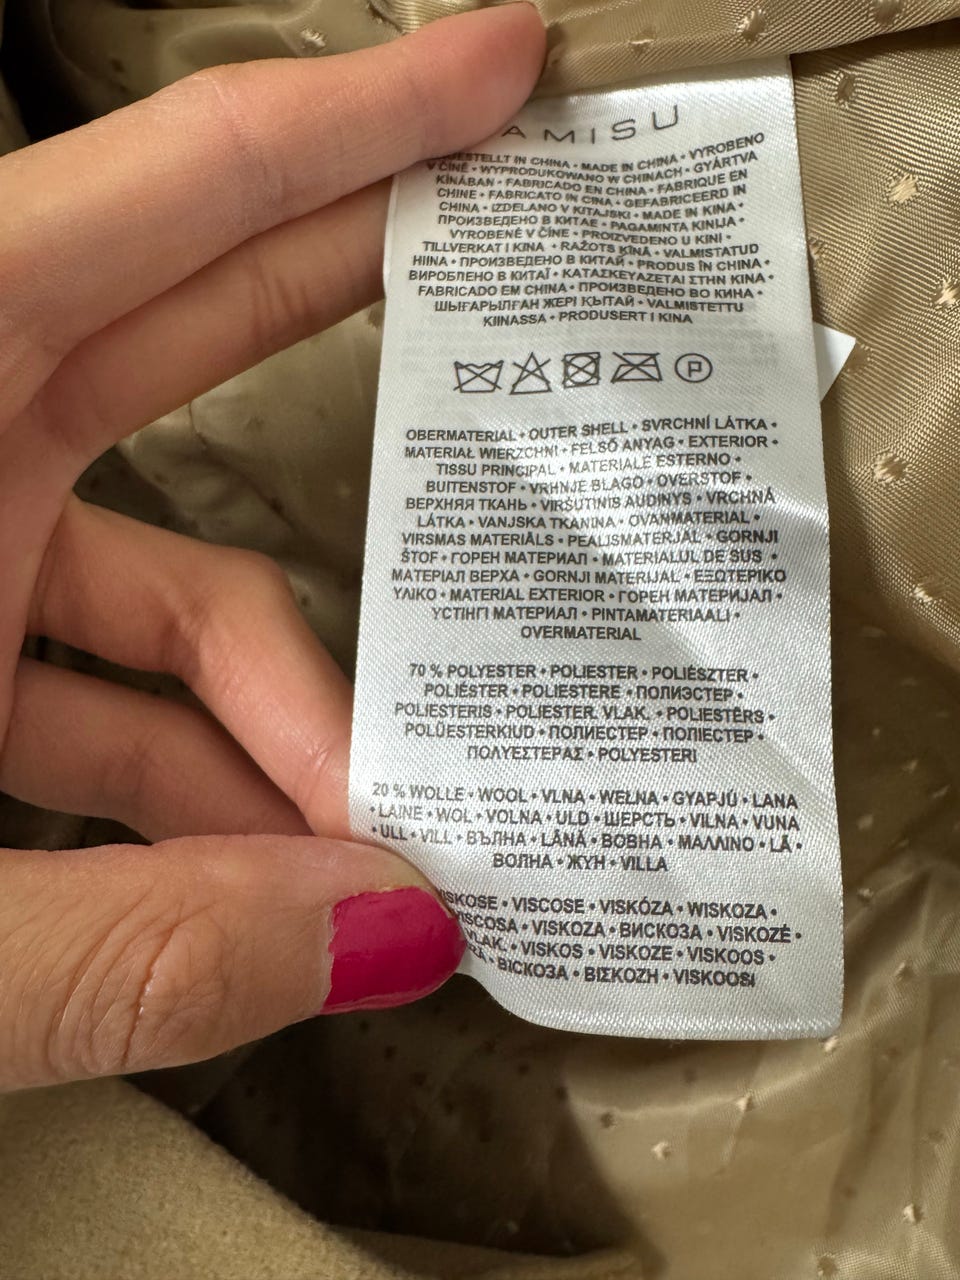 AMISU
IN CHINA • MADE IN CHINA • VYROBENO
V ČÍNĚ • WYPRODUKOWANO W CHINACH • GYÁRTVA
KÍNÁBAN • FABRICADO EN CHINA • FABRIQUE EN
CHINE • FABRICATO IN CINA • GEFABRICEERD IN
CHINA • IZDELANO V KITAJSKI • MADE IN KINA •
ПРОИЗВЕДЕНО В КИТАЕ • PAGAMINTA KINIJA •
VYROBENÉ V ČÍNE • PROIZVEDENO U KINI •
TILLVERKAT I KINA • RAŽOTS ĶĪNĀ • VALMISTATUD
HIINA • ПРОИЗВЕДЕНО В КИТАЙ • PRODUS ÎN CHINA •
ВИРОБЛЕНО В КИТАЇ • ΚΑΤΑΣΚΕΥΑΖΕΤΑΙ ΣΤΗΝ ΚΙΝΑ •
FABRICADO EM CHINA • ПРОИЗВЕДЕНО ВО КИНА •
ШЫҒАРЫЛҒАН ЖЕРІ ҚЫТАЙ • VALMISTETTU
KIINASSA • PRODUSERT I KINA
P
OBERMATERIAL • OUTER SHELL • SVRCHNÍ LÁTKA •
MATERIAŁ WIERZCHNI • FELSŐ ANYAG • EXTERIOR •
TISSU PRINCIPAL • MATERIALE ESTERNO •
BUITENSTOF • VRHNJE BLAGO • OVERSTOF •
ВЕРХНЯЯ ТКАНЬ • VIRŠUTINIS AUDINYS • VRCHNÁ
LÁTKA • VANJSKA TKANINA • OVANMATERIAL •
VIRSMAS MATERIĀLS • PEALISMATERJAL • GORNJI
ŠTOF • ГОРЕН МАТЕРИАЛ • MATERIALUL DE SUS •
МАТЕРІАЛ ВЕРХА • GORNJI MATERIJAL • ΕΞΩΤΕΡΙΚΟ
ΥΛΙΚΟ • MATERIAL EXTERIOR • ГОРЕН МАТЕРИЈАЛ •
ҮСТІҢГІ МАТЕРИАЛ • PINTAMATERIAALI •
OVERMATERIAL
70 % POLYESTER • POLIESTER • POLIÉSZTER •
POLIÉSTER • POLIESTERE • ПОЛИЭСТЕР •
POLIESTERIS • POLIESTER. VLAK. • POLIESTĒRS •
POLÜESTERKIUD • ПОЛИЕСТЕР • ПОЛІЕСТЕР •
ΠΟΛΥΕΣΤΕΡΑΣ • POLYESTERI
20 % WOLLE • WOOL • VLNA • WEŁNA • GYAPJÚ • LANA
• LAINE • WOL • VOLNA • ULD • ШЕРСТЬ • VILNA • VUNA
• ULL • VILL • ВЪЛНА • LÂNĂ • ВОВНА • ΜΑΛΛΙΝΟ • LÃ •
ВОЛНА • ЖҮН • VILLA
VISCOSE • VISKÓZA • WISKOZA •
VISCOSA • VISKOZA • ВИСКОЗА • VISKOZĖ •
VLAK. • VISKOS • VISKOZE • VISKOOS •
ВІСКОЗА • ΒΙΣΚΟΖΗ • VISKOOSI